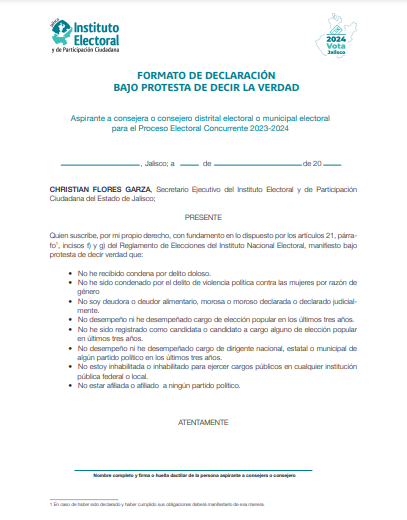 Jalisco
Instituto
Electoral
y de Participación Ciudadana
2024
Vota
Jalisco
FORMATO DE DECLARACIÓN
BAJO PROTESTA DE DECIR LA VERDAD
Aspirante a consejera o consejero distrital electoral o municipal electoral
para el Proceso Electoral Concurrente 2023-2024
, Jalisco; a de de 20
CHRISTIAN FLORES GARZA, Secretario Ejecutivo del Instituto Electoral y de Participación
Ciudadana del Estado de Jalisco;
PRESENTE
Quien suscribe, por mi propio derecho, con fundamento en lo dispuesto por los artículos 21, párra-
fo¹, incisos f) y g) del Reglamento de Elecciones del Instituto Nacional Electoral, manifiesto bajo
protesta de decir verdad que:
• No he recibido condena por delito doloso.
• No he sido condenado por el delito de violencia política contra las mujeres por razón de
género
• No soy deudora o deudor alimentario, morosa o moroso declarada o declarado judicial-
mente.
• No desempeño ni he desempeñado cargo de elección popular en los últimos tres años.
• No he sido registrado como candidata o candidato a cargo alguno de elección popular
en últimos tres años.
• No desempeño ni he desempeñado cargo de dirigente nacional, estatal o municipal de
algún partido político en los últimos tres años.
• No estoy inhabilitada o inhabilitado para ejercer cargos públicos en cualquier institución
pública federal o local.
• No estar afiliada o afiliado a ningún partido político.
ATENTAMENTE
Nombre completo y firma o huella dactilar de la persona aspirante a consejera o consejero
1 En caso de haber sido declarado y haber cumplido sus obligaciones deberá manifestarlo de esa manera